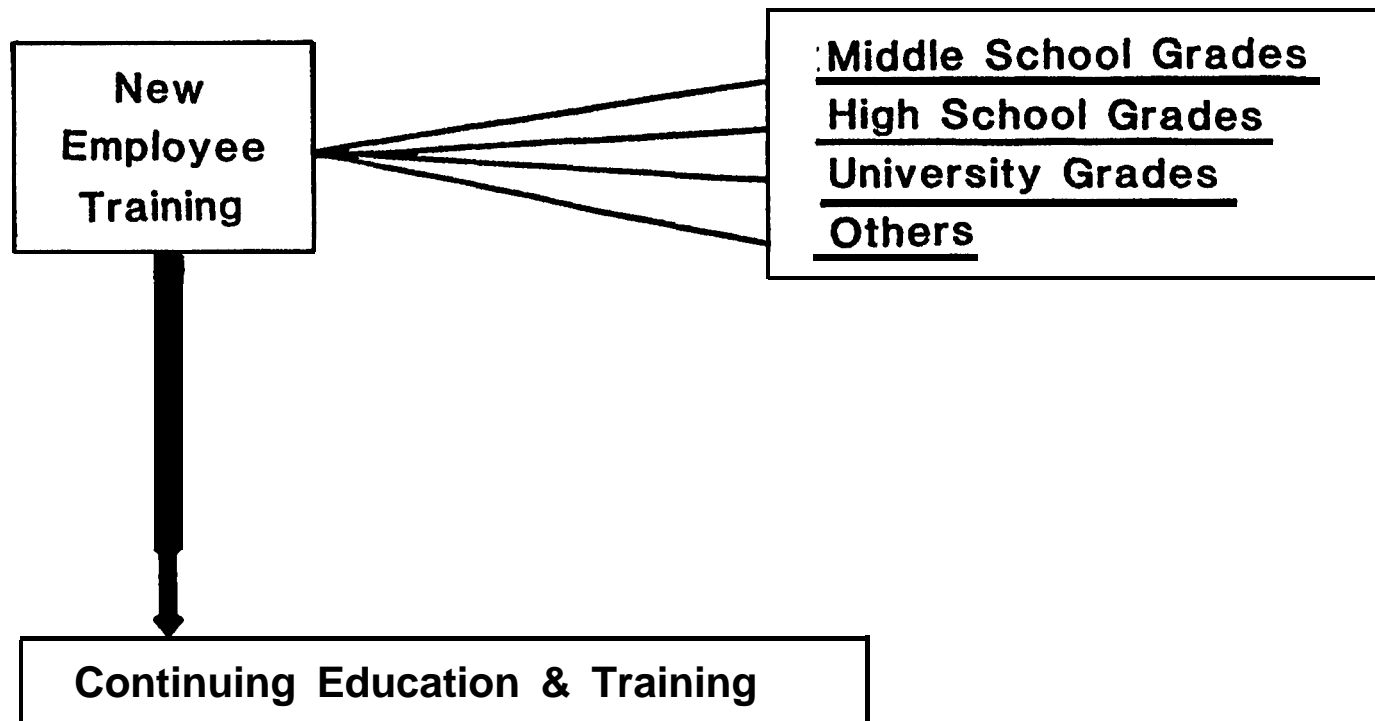 New
Employee
Training
Middle School Grades
High School Grades
University Grades
Others
Continuing Education & Training